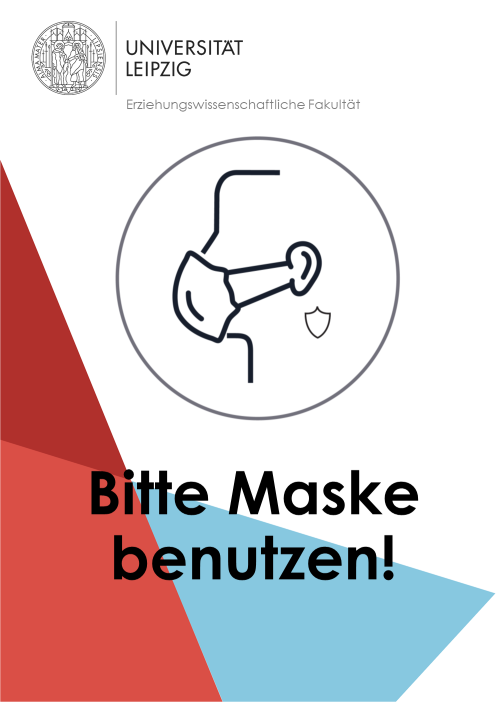 UNIVERSITÄT
LEIPZIG
Erziehungswissenschaftliche Fakultät
Bitte Maske
benutzen!